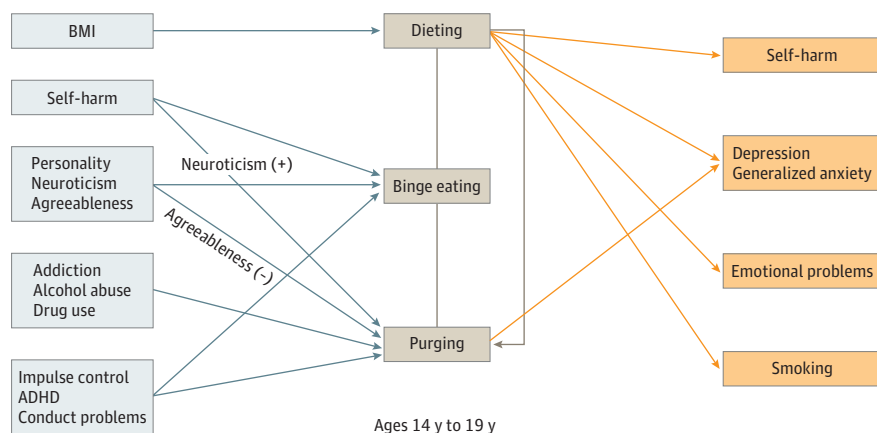 BMI
Self-harm
Personality
Neuroticism
Agreeableness
Addiction
Alcohol abuse
Drug use
Impulse control
ADHD
Conduct problems
Neuroticism (+)
Agreeableness (-)
Dieting
Binge eating
Purging
Self-harm
Depression
Generalized anxiety
Emotional problems
Smoking
Ages 14 y to 19 y